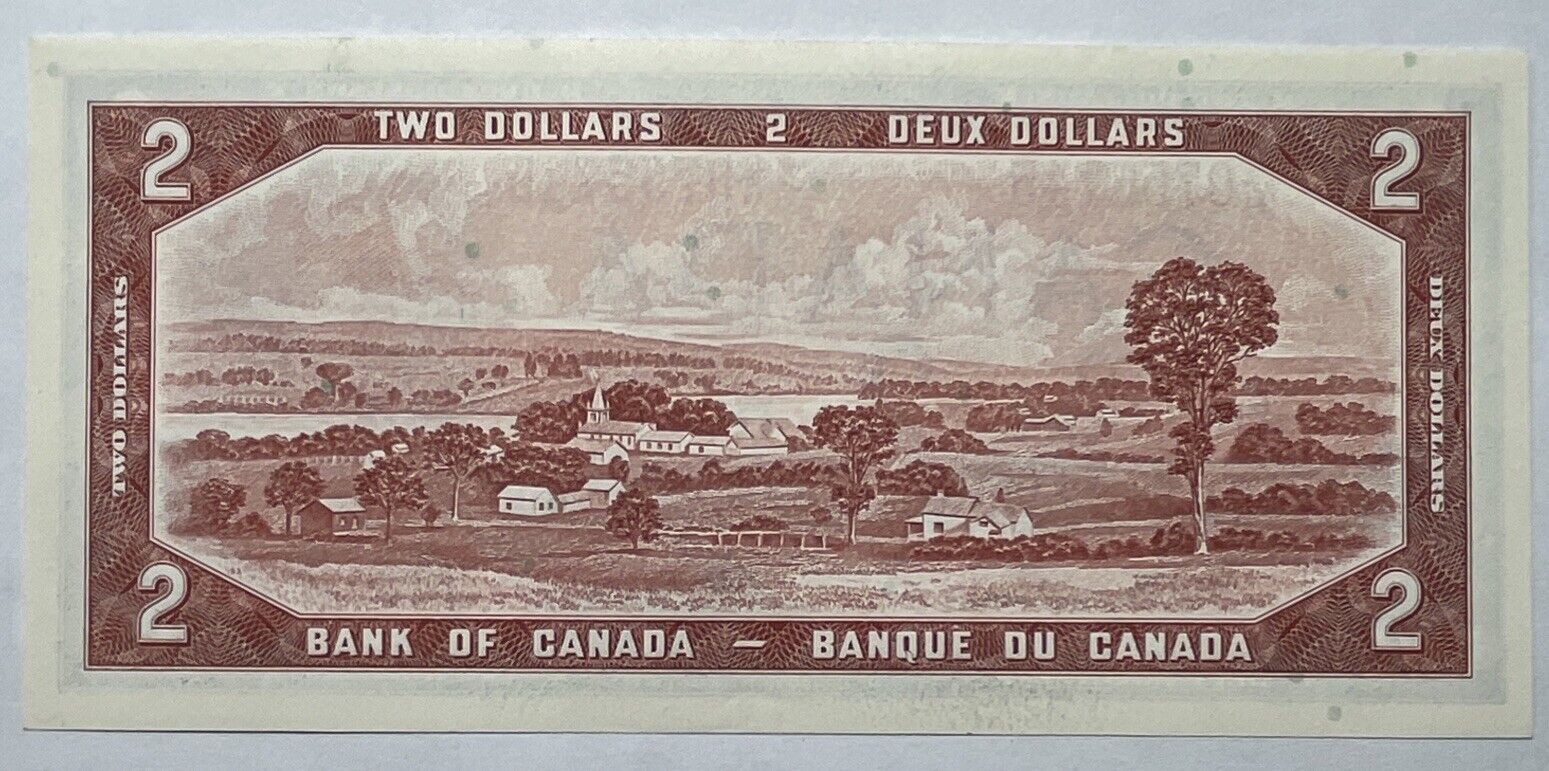 TWO DOLLARS 2 DEUX DOLLARS
2 2
TWO DOLLARS
DEUX DOLLARS
2 2
BANK OF CANADA – BANQUE DU CANADA